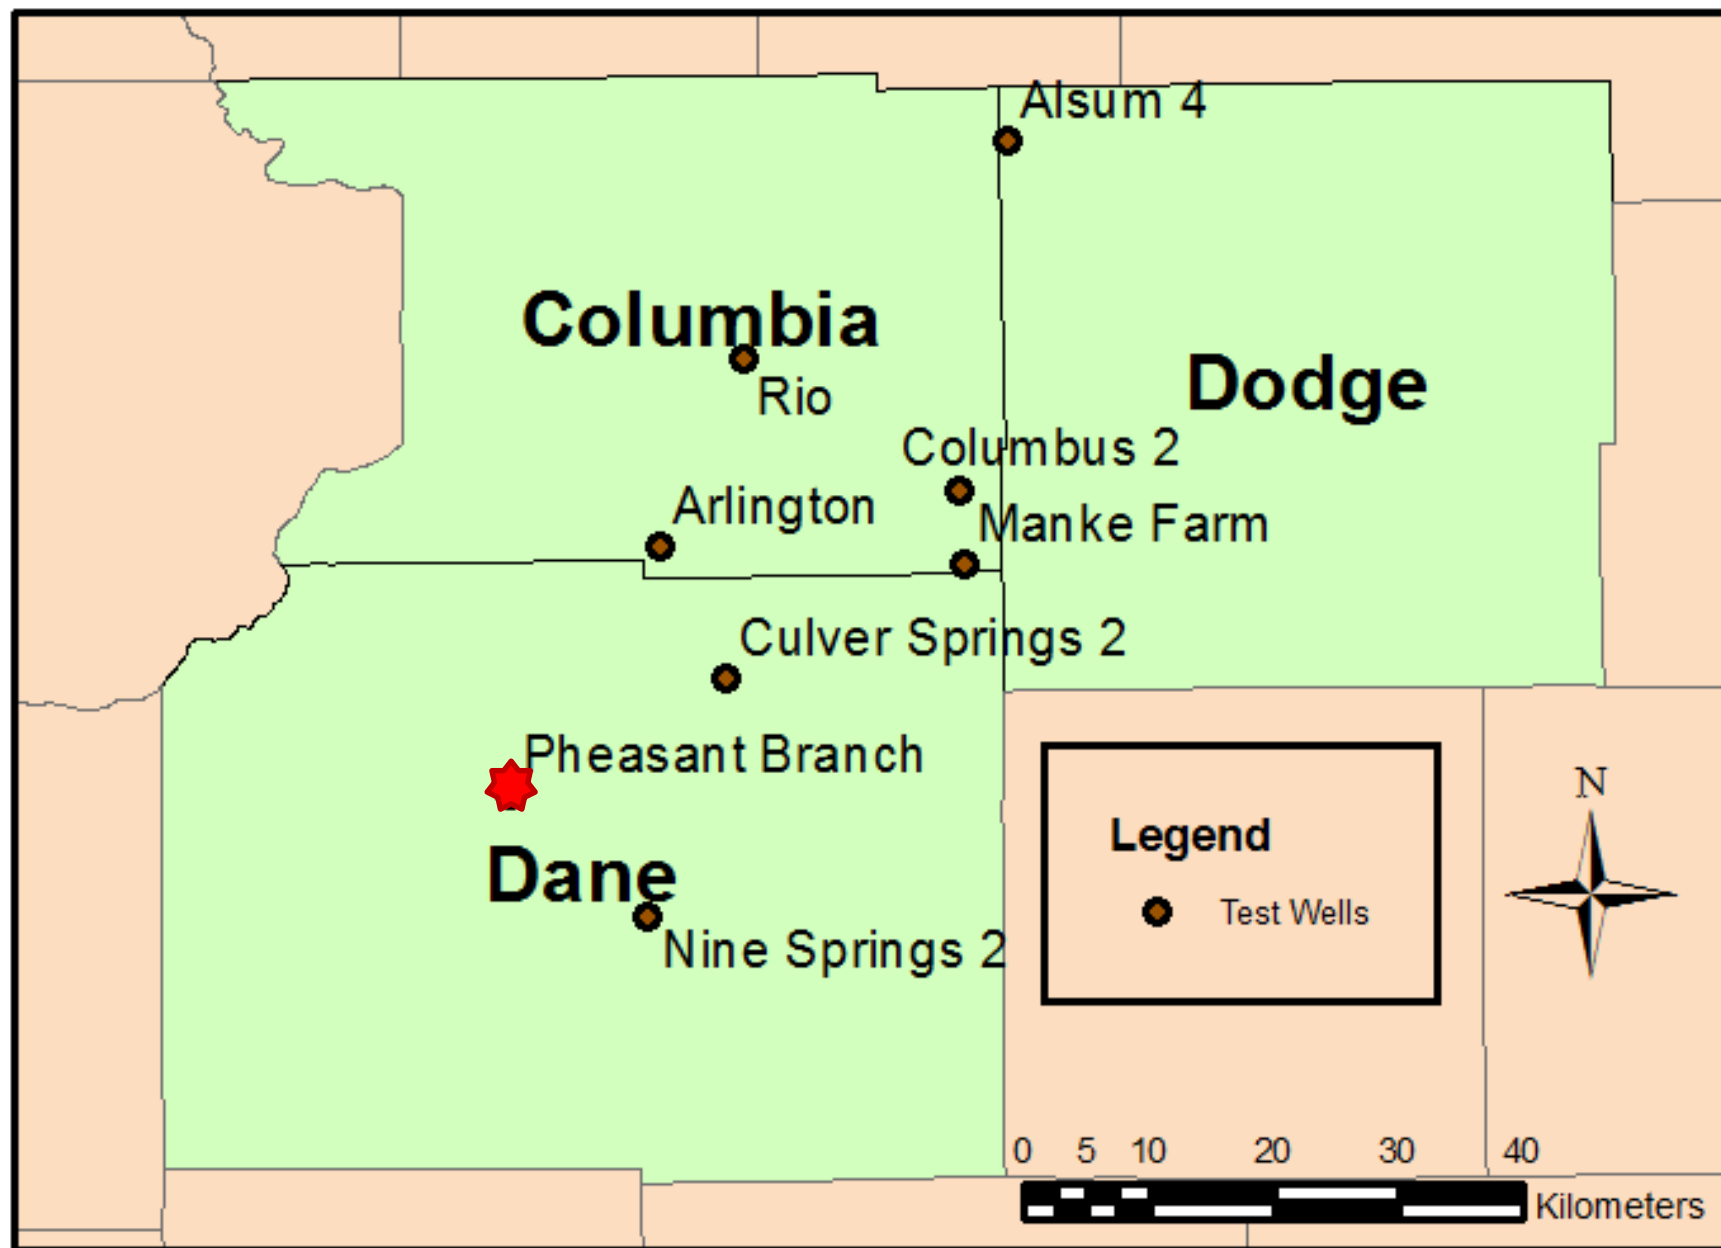 Alsum 4
Columbia
Rio
Dodge
Columbus 2
Arlington
Manke Farm
Culver Springs 2
Pheasant Branch
Dane
Nine Springs 2
Legend
Test Wells
N
0 5 10 20 30 40
Kilometers